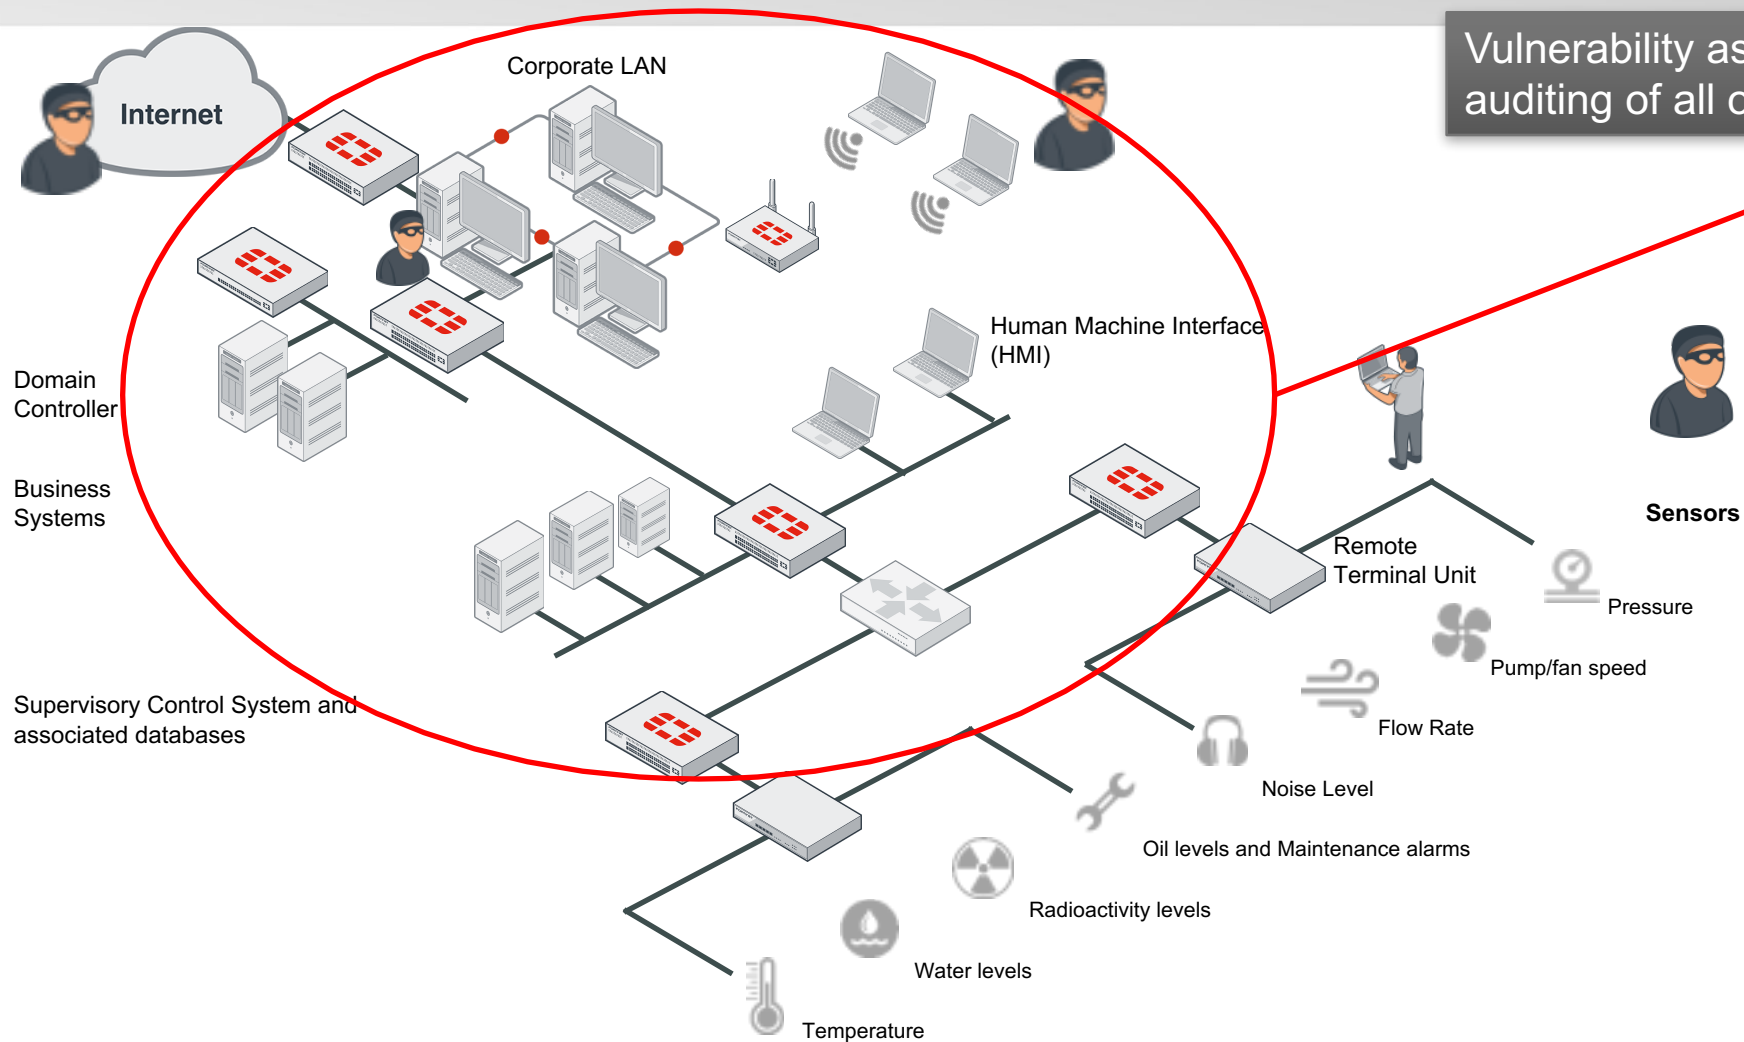 Corporate LAN
Internet
Vulnerability as
auditing of all
Human Machine Interface
(HMI)
Domain
Controller
Business
Systems
Sensors
Remote
Terminal Unit
Pressure
Pump/fan speed
Supervisory Control System and
associated databases
Flow Rate
Noise Level
Oil levels and Maintenance alarms
Radioactivity levels
Water levels
Temperature